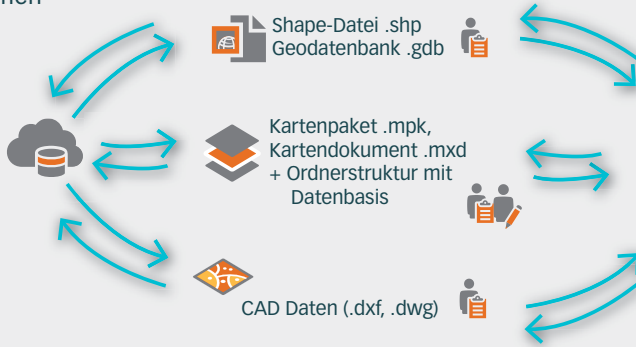 Shape-Datei .shp
Geodatenbank .gdb
Kartenpaket .mpk,
Kartendokument .mxd
+ Ordnerstruktur mit
Datenbasis
CAD Daten (.dxf, .dwg)